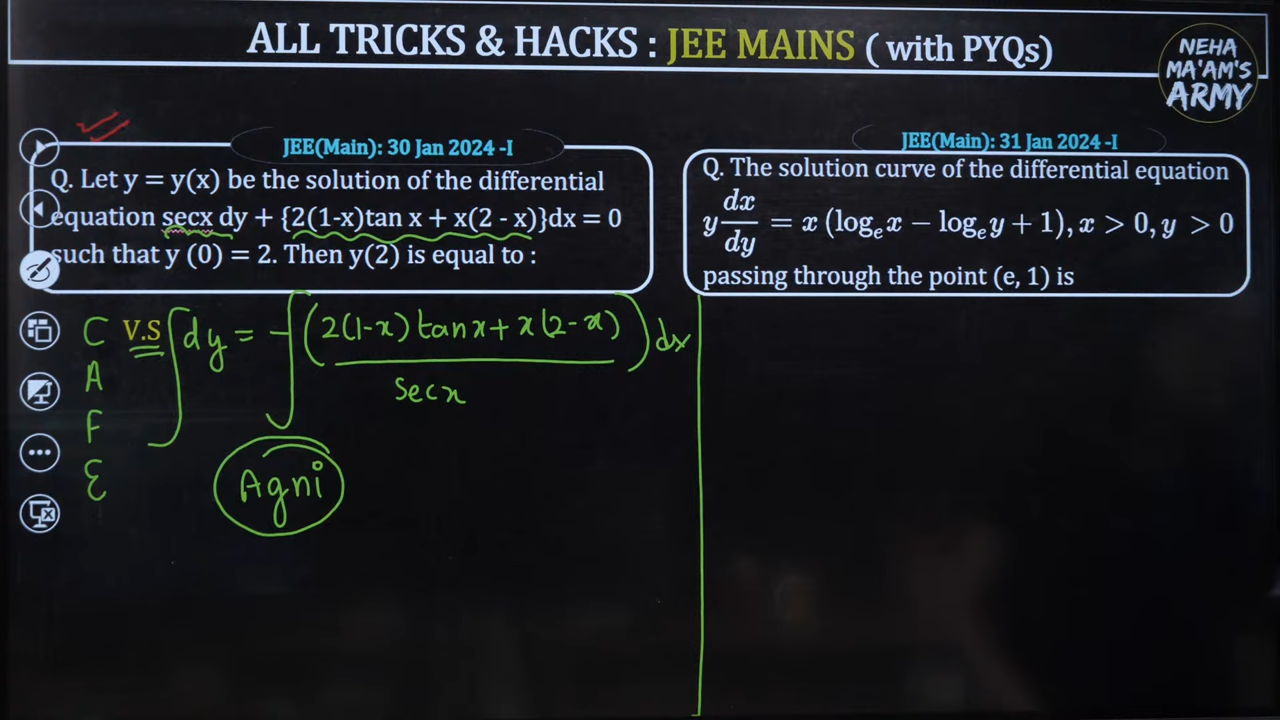 ALL TRICKS & HACKS : JEE MAINS ( with PYQs)
NEHA
MA'AM'S
ARMY
JEE(Main): 30 Jan 2024 -I
Q. Let y = y(x) be the solution of the differential
equation secx dy + {2(1-x)tan x + x(2 - x)}dx = 0
such that y (0) = 2. Then y(2) is equal to :
C
A
F
E
V.S ∫dy = -∫(2(1-x) tanx + x(2-x) / secx) dx
Agni
JEE(Main): 31 Jan 2024 -I
Q. The solution curve of the differential equation
y dx/dy = x (logₑx − logₑy + 1), x > 0, y > 0
passing through the point (e, 1) is